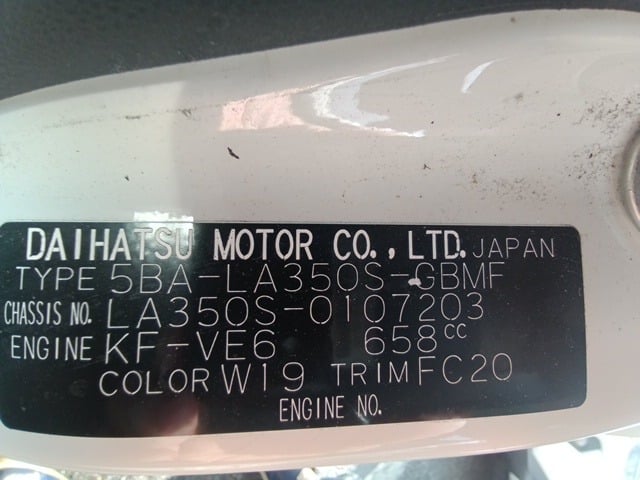 DAIHATSU MOTOR CO., LTD. JAPAN
TYPE 5BA-LA350S-GBMF
CHASSIS NO. LA350S-0107203
ENGINE KF-VE6 658cc
COLOR W19 TRIM FC20
ENGINE NO.